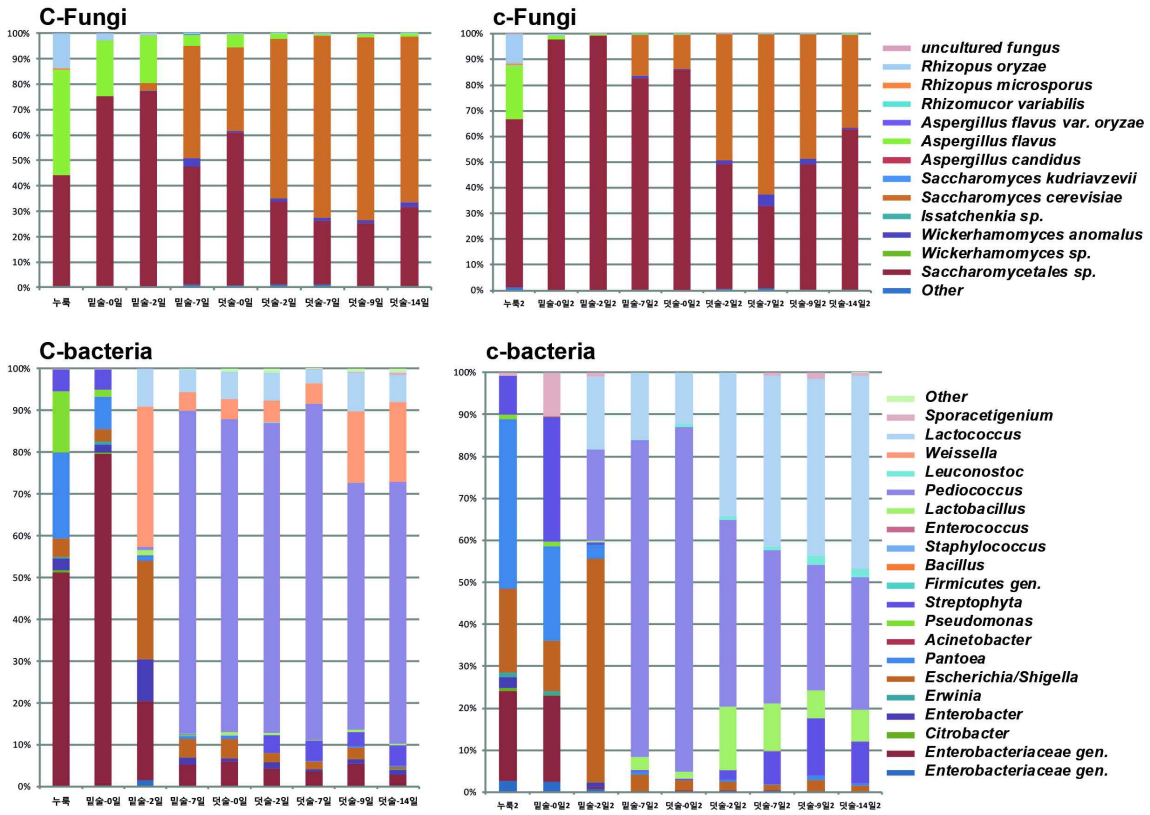 C-Fungi
100%
90%
80%
70%
60%
50%
40%
30%
20%
10%
0%
누룩 밑술-0일 밑술-2일 밑술-7일 덧술-0일 덧술-2일 덧술-7일 덧술-9일 덧술-14일
c-Fungi
100%
90%
80%
70%
60%
50%
40%
30%
20%
10%
0%
누룩2 밑술-0일2 밑술-2일2 밑술-7일2 덧술-0일2 덧술-2일2 덧술-7일2 덧술-9일2 덧술-14일2
uncultured fungus
Rhizopus oryzae
Rhizopus microsporus
Rhizomucor variabilis
Aspergillus flavus var. oryzae
Aspergillus flavus
Aspergillus candidus
Saccharomyces kudriavzevii
Saccharomyces cerevisiae
Issatchenkia sp.
Wickerhamomyces anomalus
Wickerhamomyces sp.
Saccharomycetales sp.
Other
C-bacteria
100%
90%
80%
70%
60%
50%
40%
30%
20%
10%
0%
누룩 밑술-0일 밑술-2일 밑술-7일 덧술-0일 덧술-2일 덧술-7일 덧술-9일 덧술-14일
c-bacteria
100%
90%
80%
70%
60%
50%
40%
30%
20%
10%
0%
누룩2 밑술-0일2 밑술-2일2 밑술-7일2 덧술-0일2 덧술-2일2 덧술-7일2 덧술-9일2 덧술-14일2
Other
Sporacetigenium
Lactococcus
Weissella
Leuconostoc
Pediococcus
Lactobacillus
Enterococcus
Staphylococcus
Bacillus
Firmicutes gen.
Streptophyta
Pseudomonas
Acinetobacter
Pantoea
Escherichia/Shigella
Erwinia
Enterobacter
Citrobacter
Enterobacteriaceae gen.
Enterobacteriaceae gen.